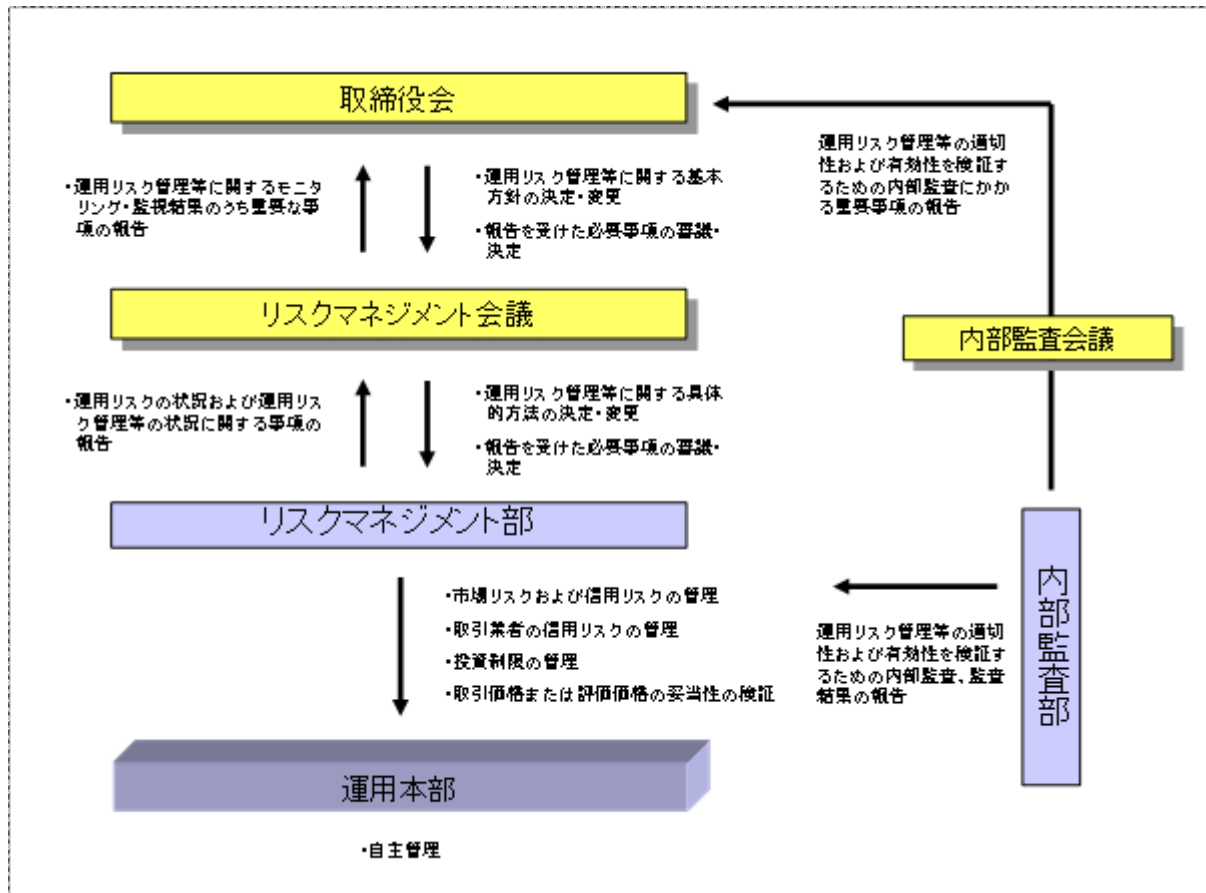 取締役会
・運用リスク管理等に関するモニ
タリング・監視結果のうち重要な事
項の報告
・運用リスク管理等に関する基本
方針の決定・変更
・報告を受けた必要事項の審議・
決定
運用リスク管理等の適切
性および有効性を検証す
るための内部監査にかか
る重要事項の報告
リスクマネジメント会議
内部監査会議
・運用リスクの状況および運用リス
ク管理等の状況に関する事項の
報告
・運用リスク管理等に関する具体
的方法の決定・変更
・報告を受けた必要事項の審議・
決定
リスクマネジメント部
内部監査部
・市場リスクおよび信用リスクの管理
・取引業者の信用リスクの管理
・投資制限の管理
・取引価格または評価価格の妥当性の検証
運用リスク管理等の適切
性および有効性を検証す
るための内部監査、監査
結果の報告
運用本部
・自主管理